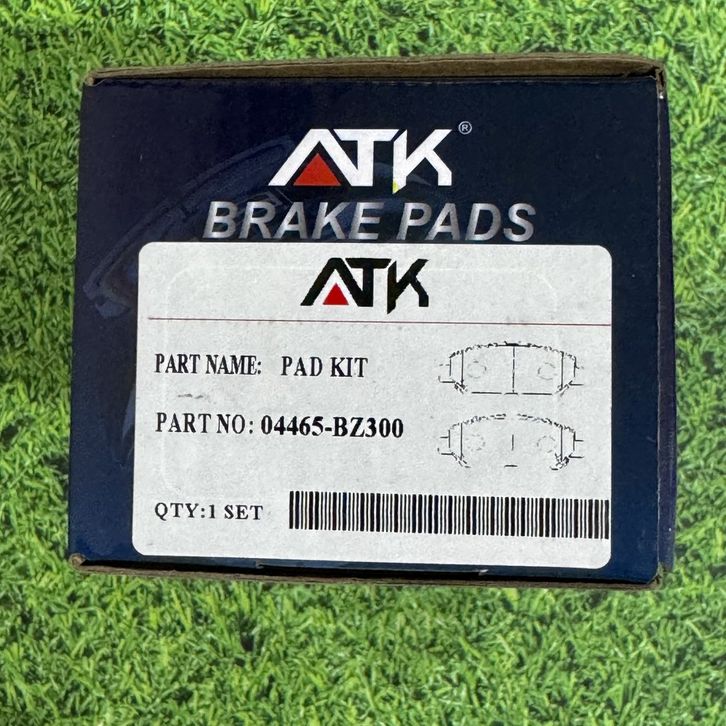 ATK®
BRAKE PADS
ATK
PART NAME: PAD KIT
PART NO: 04465-BZ300
QTY:1 SET